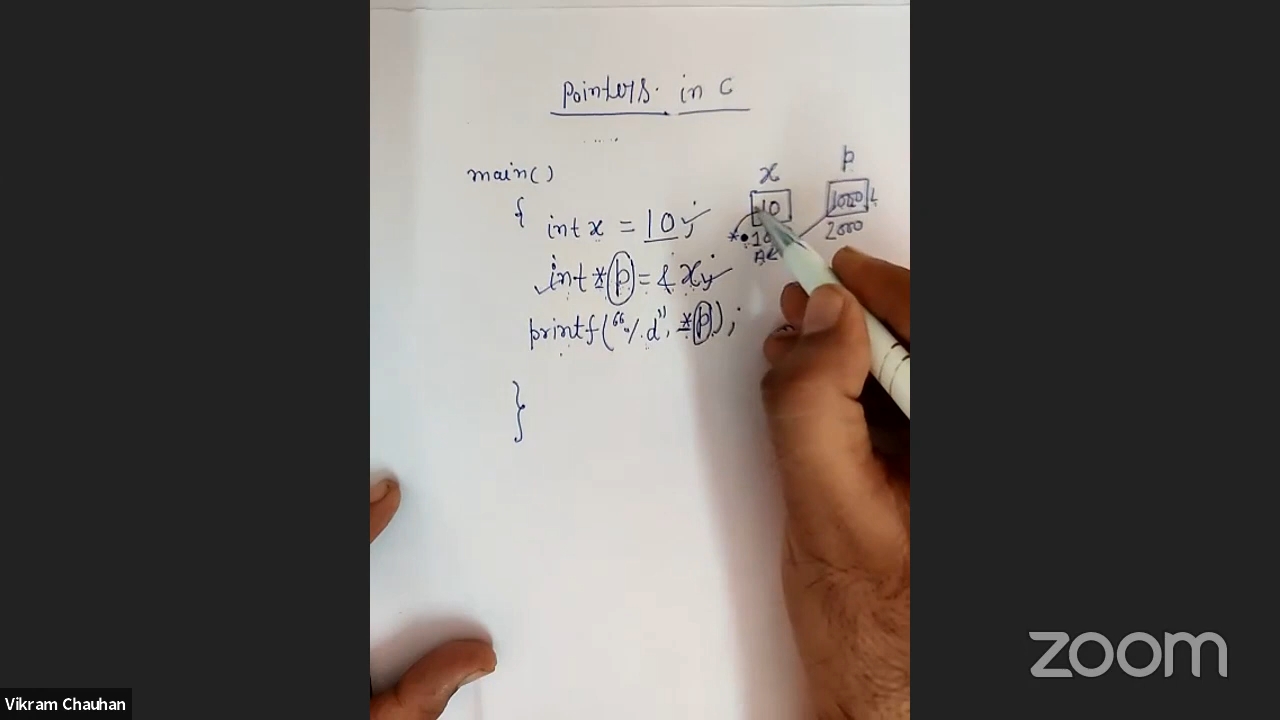 Pointers. in C
main()
x
p
{ int x = 10;
10
1000
2000
int *p = & x;
printf("%d", *p);
}
zoom
Vikram Chauhan